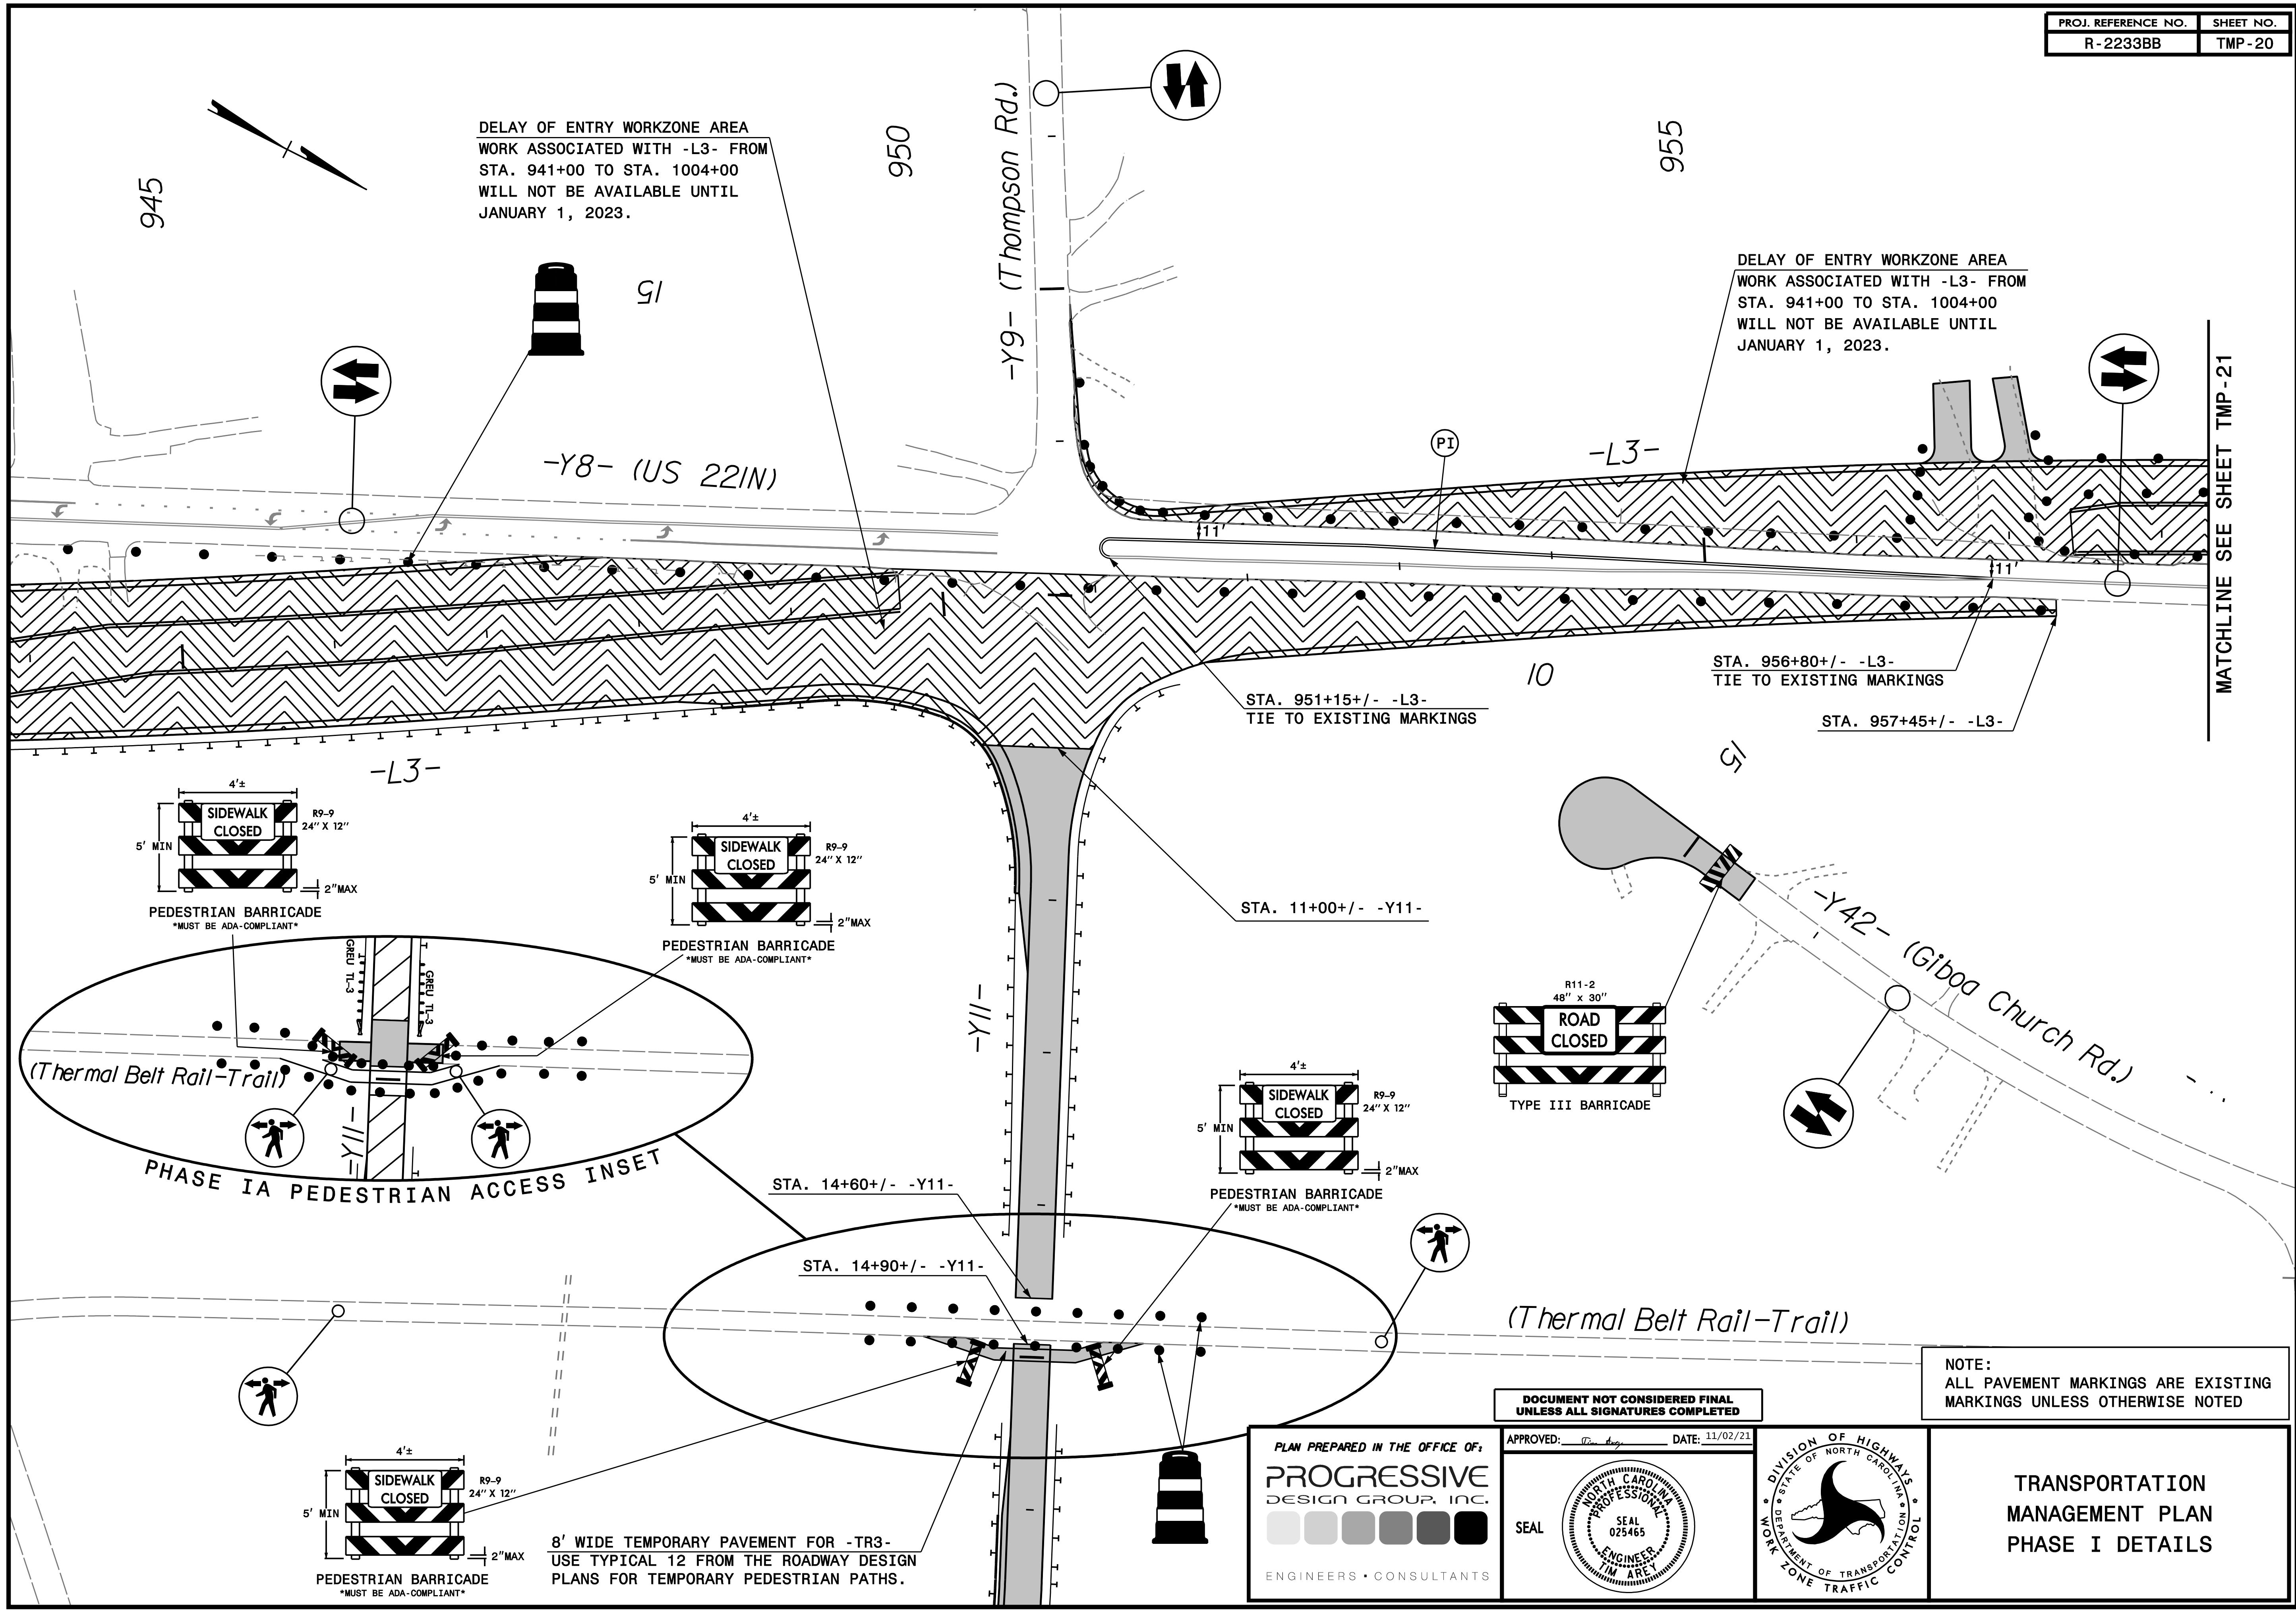 PROJ. REFERENCE NO.
SHEET NO.
R-2233BB
TMP-20
945
950
955
DELAY OF ENTRY WORKZONE AREA
WORK ASSOCIATED WITH -L3- FROM
STA. 941+00 TO STA. 1004+00
WILL NOT BE AVAILABLE UNTIL
JANUARY 1, 2023.
15
-Y9- (Thompson Rd.)
DELAY OF ENTRY WORKZONE AREA
WORK ASSOCIATED WITH -L3- FROM
STA. 941+00 TO STA. 1004+00
WILL NOT BE AVAILABLE UNTIL
JANUARY 1, 2023.
MATCHLINE SEE SHEET TMP-21
-Y8- (US 221N)
PI
-L3-
11'
11'
STA. 951+15+/- -L3-
TIE TO EXISTING MARKINGS
10
STA. 956+80+/- -L3-
TIE TO EXISTING MARKINGS
STA. 957+45+/- -L3-
15
-L3-
4'±
SIDEWALK
CLOSED
R9-9
24" X 12"
5' MIN
2"MAX
PEDESTRIAN BARRICADE
*MUST BE ADA-COMPLIANT*
4'±
SIDEWALK
CLOSED
R9-9
24" X 12"
5' MIN
2"MAX
PEDESTRIAN BARRICADE
*MUST BE ADA-COMPLIANT*
STA. 11+00+/- -Y11-
-Y42- (Giboa Church Rd.)
R11-2
48" x 30"
ROAD
CLOSED
TYPE III BARRICADE
GREU TL-3
GREU TL-3
(Thermal Belt Rail-Trail)
-Y11-
PHASE IA PEDESTRIAN ACCESS INSET
-Y11-
4'±
SIDEWALK
CLOSED
R9-9
24" X 12"
5' MIN
2"MAX
PEDESTRIAN BARRICADE
*MUST BE ADA-COMPLIANT*
STA. 14+60+/- -Y11-
STA. 14+90+/- -Y11-
(Thermal Belt Rail-Trail)
4'±
SIDEWALK
CLOSED
R9-9
24" X 12"
5' MIN
2"MAX
PEDESTRIAN BARRICADE
*MUST BE ADA-COMPLIANT*
8' WIDE TEMPORARY PAVEMENT FOR -TR3-
USE TYPICAL 12 FROM THE ROADWAY DESIGN
PLANS FOR TEMPORARY PEDESTRIAN PATHS.
NOTE:
ALL PAVEMENT MARKINGS ARE EXISTING
MARKINGS UNLESS OTHERWISE NOTED
DOCUMENT NOT CONSIDERED FINAL
UNLESS ALL SIGNATURES COMPLETED
PLAN PREPARED IN THE OFFICE OF:
PROGRESSIVE
DESIGN GROUP, INC.
ENGINEERS • CONSULTANTS
APPROVED:
DATE: 11/02/21
SEAL
NORTH CAROLINA
PROFESSIONAL
SEAL
025465
ENGINEER
TIM AREY
DIVISION OF HIGHWAYS
STATE OF NORTH CAROLINA
DEPARTMENT OF TRANSPORTATION
WORK ZONE TRAFFIC CONTROL
TRANSPORTATION
MANAGEMENT PLAN
PHASE I DETAILS